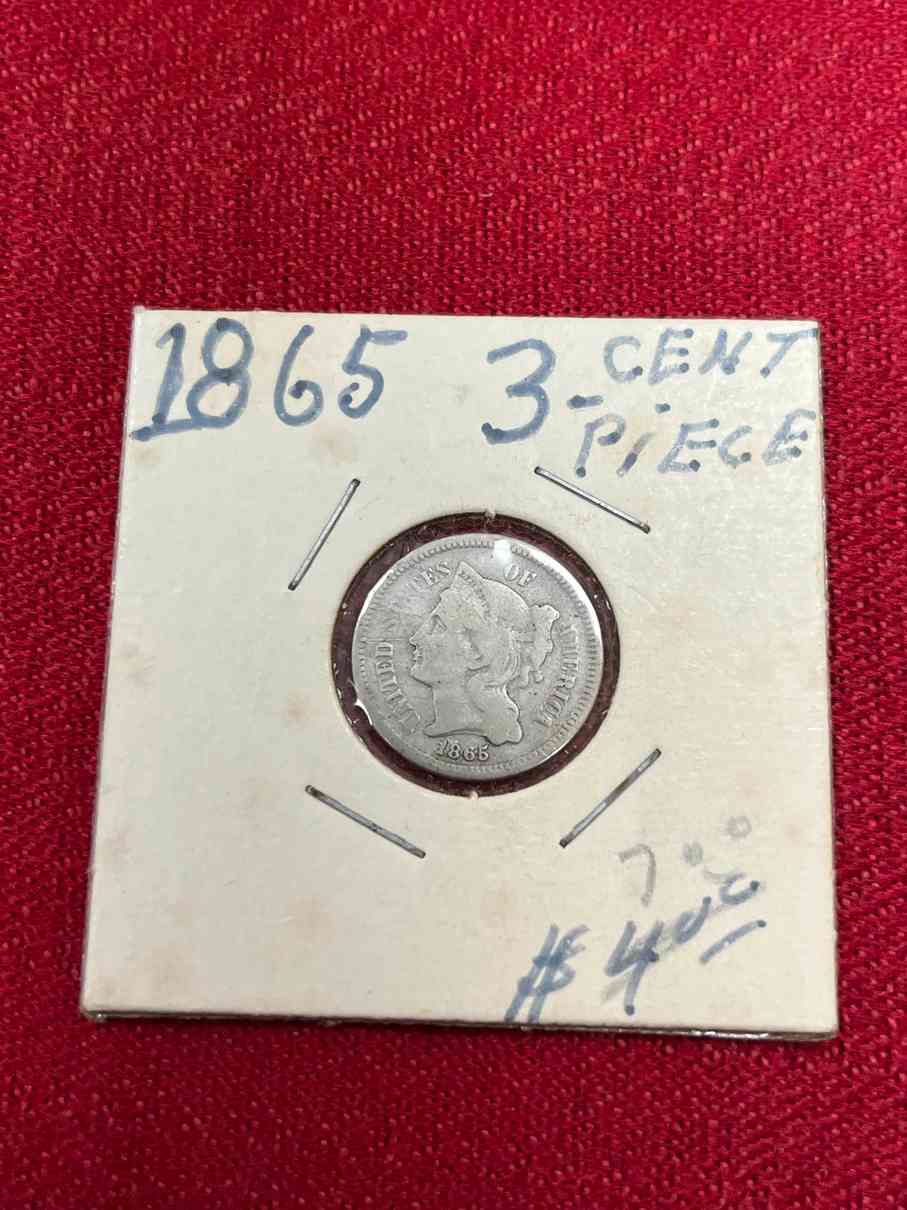 1865 3-CENT
PiECE
UNITED STATES OF AMERICA
1865
7.00
$4.00